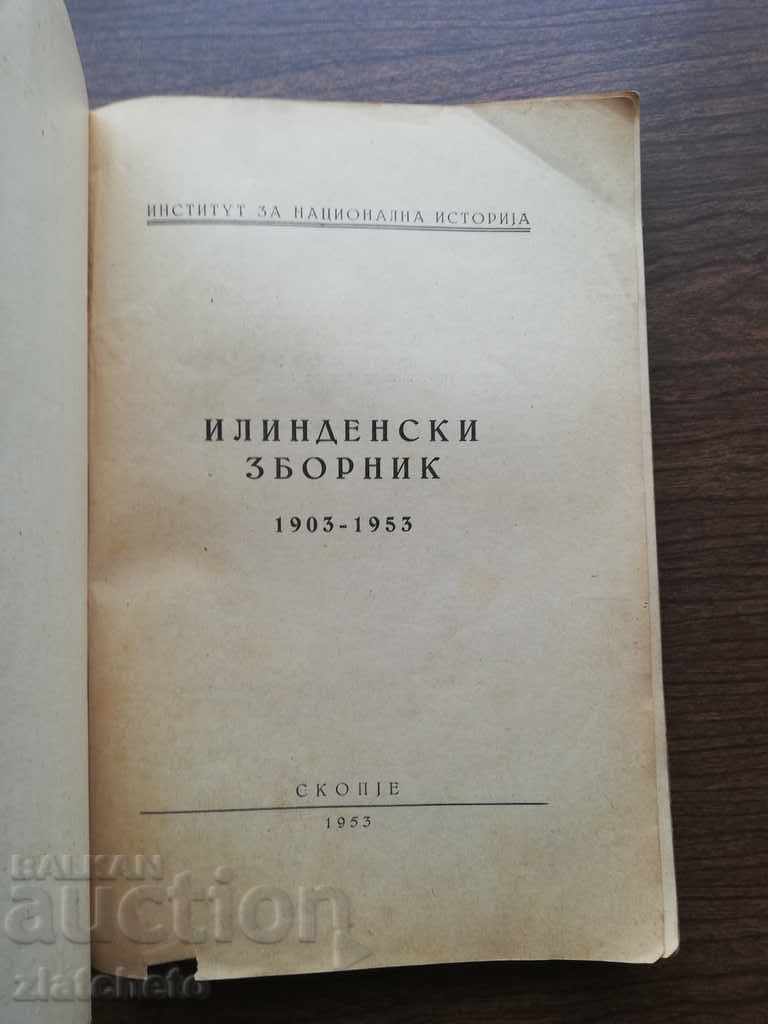 ИНСТИТУТ ЗА НАЦИОНАЛНА ИСТОРИЈА
ИЛИНДЕНСКИ
ЗБОРНИК
1903-1953
СКОПЈЕ
1953
BALKAN
auction
zlatcheto